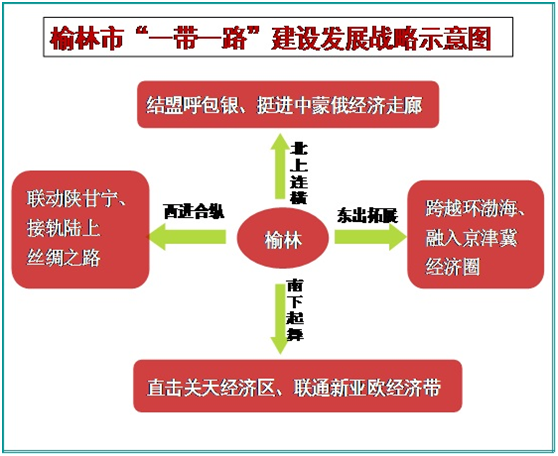 榆林市“一带一路”建设发展战略示意图
结盟呼包银、挺进中蒙俄经济走廊
北上连横
联动陕甘宁、
接轨陆上
丝绸之路
西进合纵
榆林
东出拓展
跨越环渤海、
融入京津冀
经济圈
南下起舞
直击关天经济区、联通新亚欧经济带